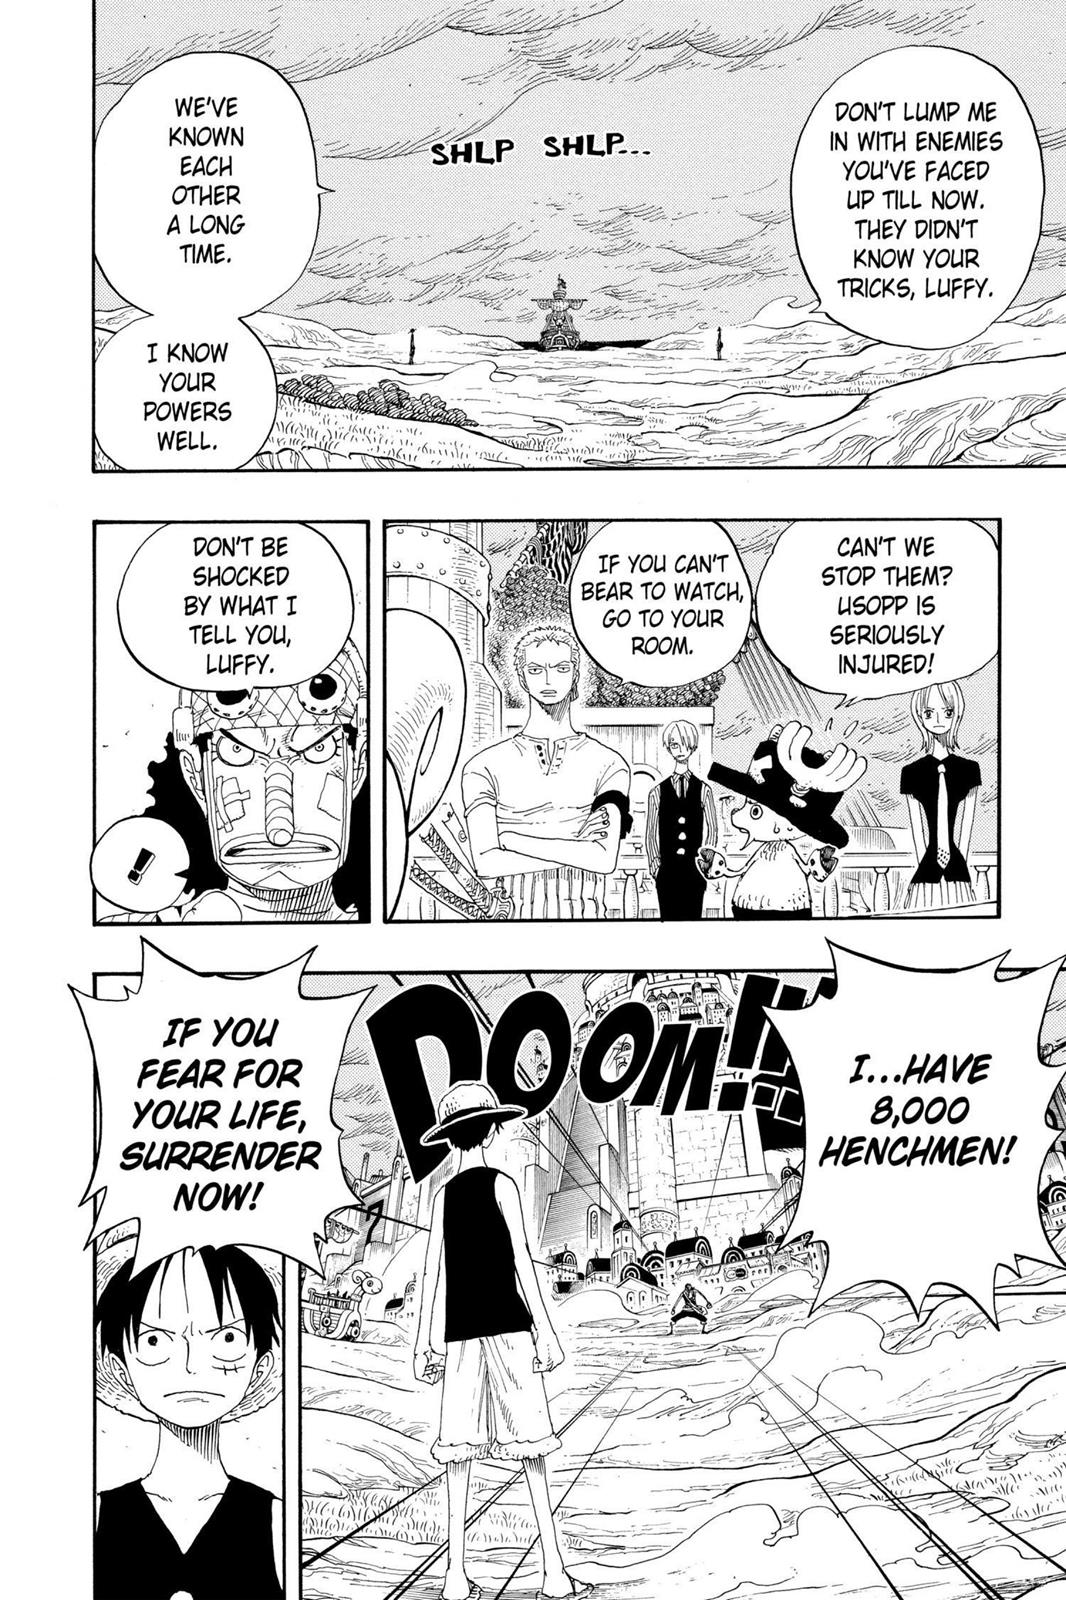 DON'T LUMP ME
IN WITH ENEMIES
YOU'VE FACED
UP TILL NOW.
THEY DIDN'T
KNOW YOUR
TRICKS, LUFFY.
SHLP SHLP...
WE'VE
KNOWN
EACH
OTHER
A LONG
TIME.
I KNOW
YOUR
POWERS
WELL.
CAN'T WE
STOP THEM?
USOPP IS
SERIOUSLY
INJURED!
IF YOU CAN'T
BEAR TO WATCH,
GO TO YOUR
ROOM.
DON'T BE
SHOCKED
BY WHAT I
TELL YOU,
LUFFY.
!
I...HAVE
8,000
HENCHMEN!
DOOM!!
IF YOU
FEAR FOR
YOUR LIFE,
SURRENDER
NOW!